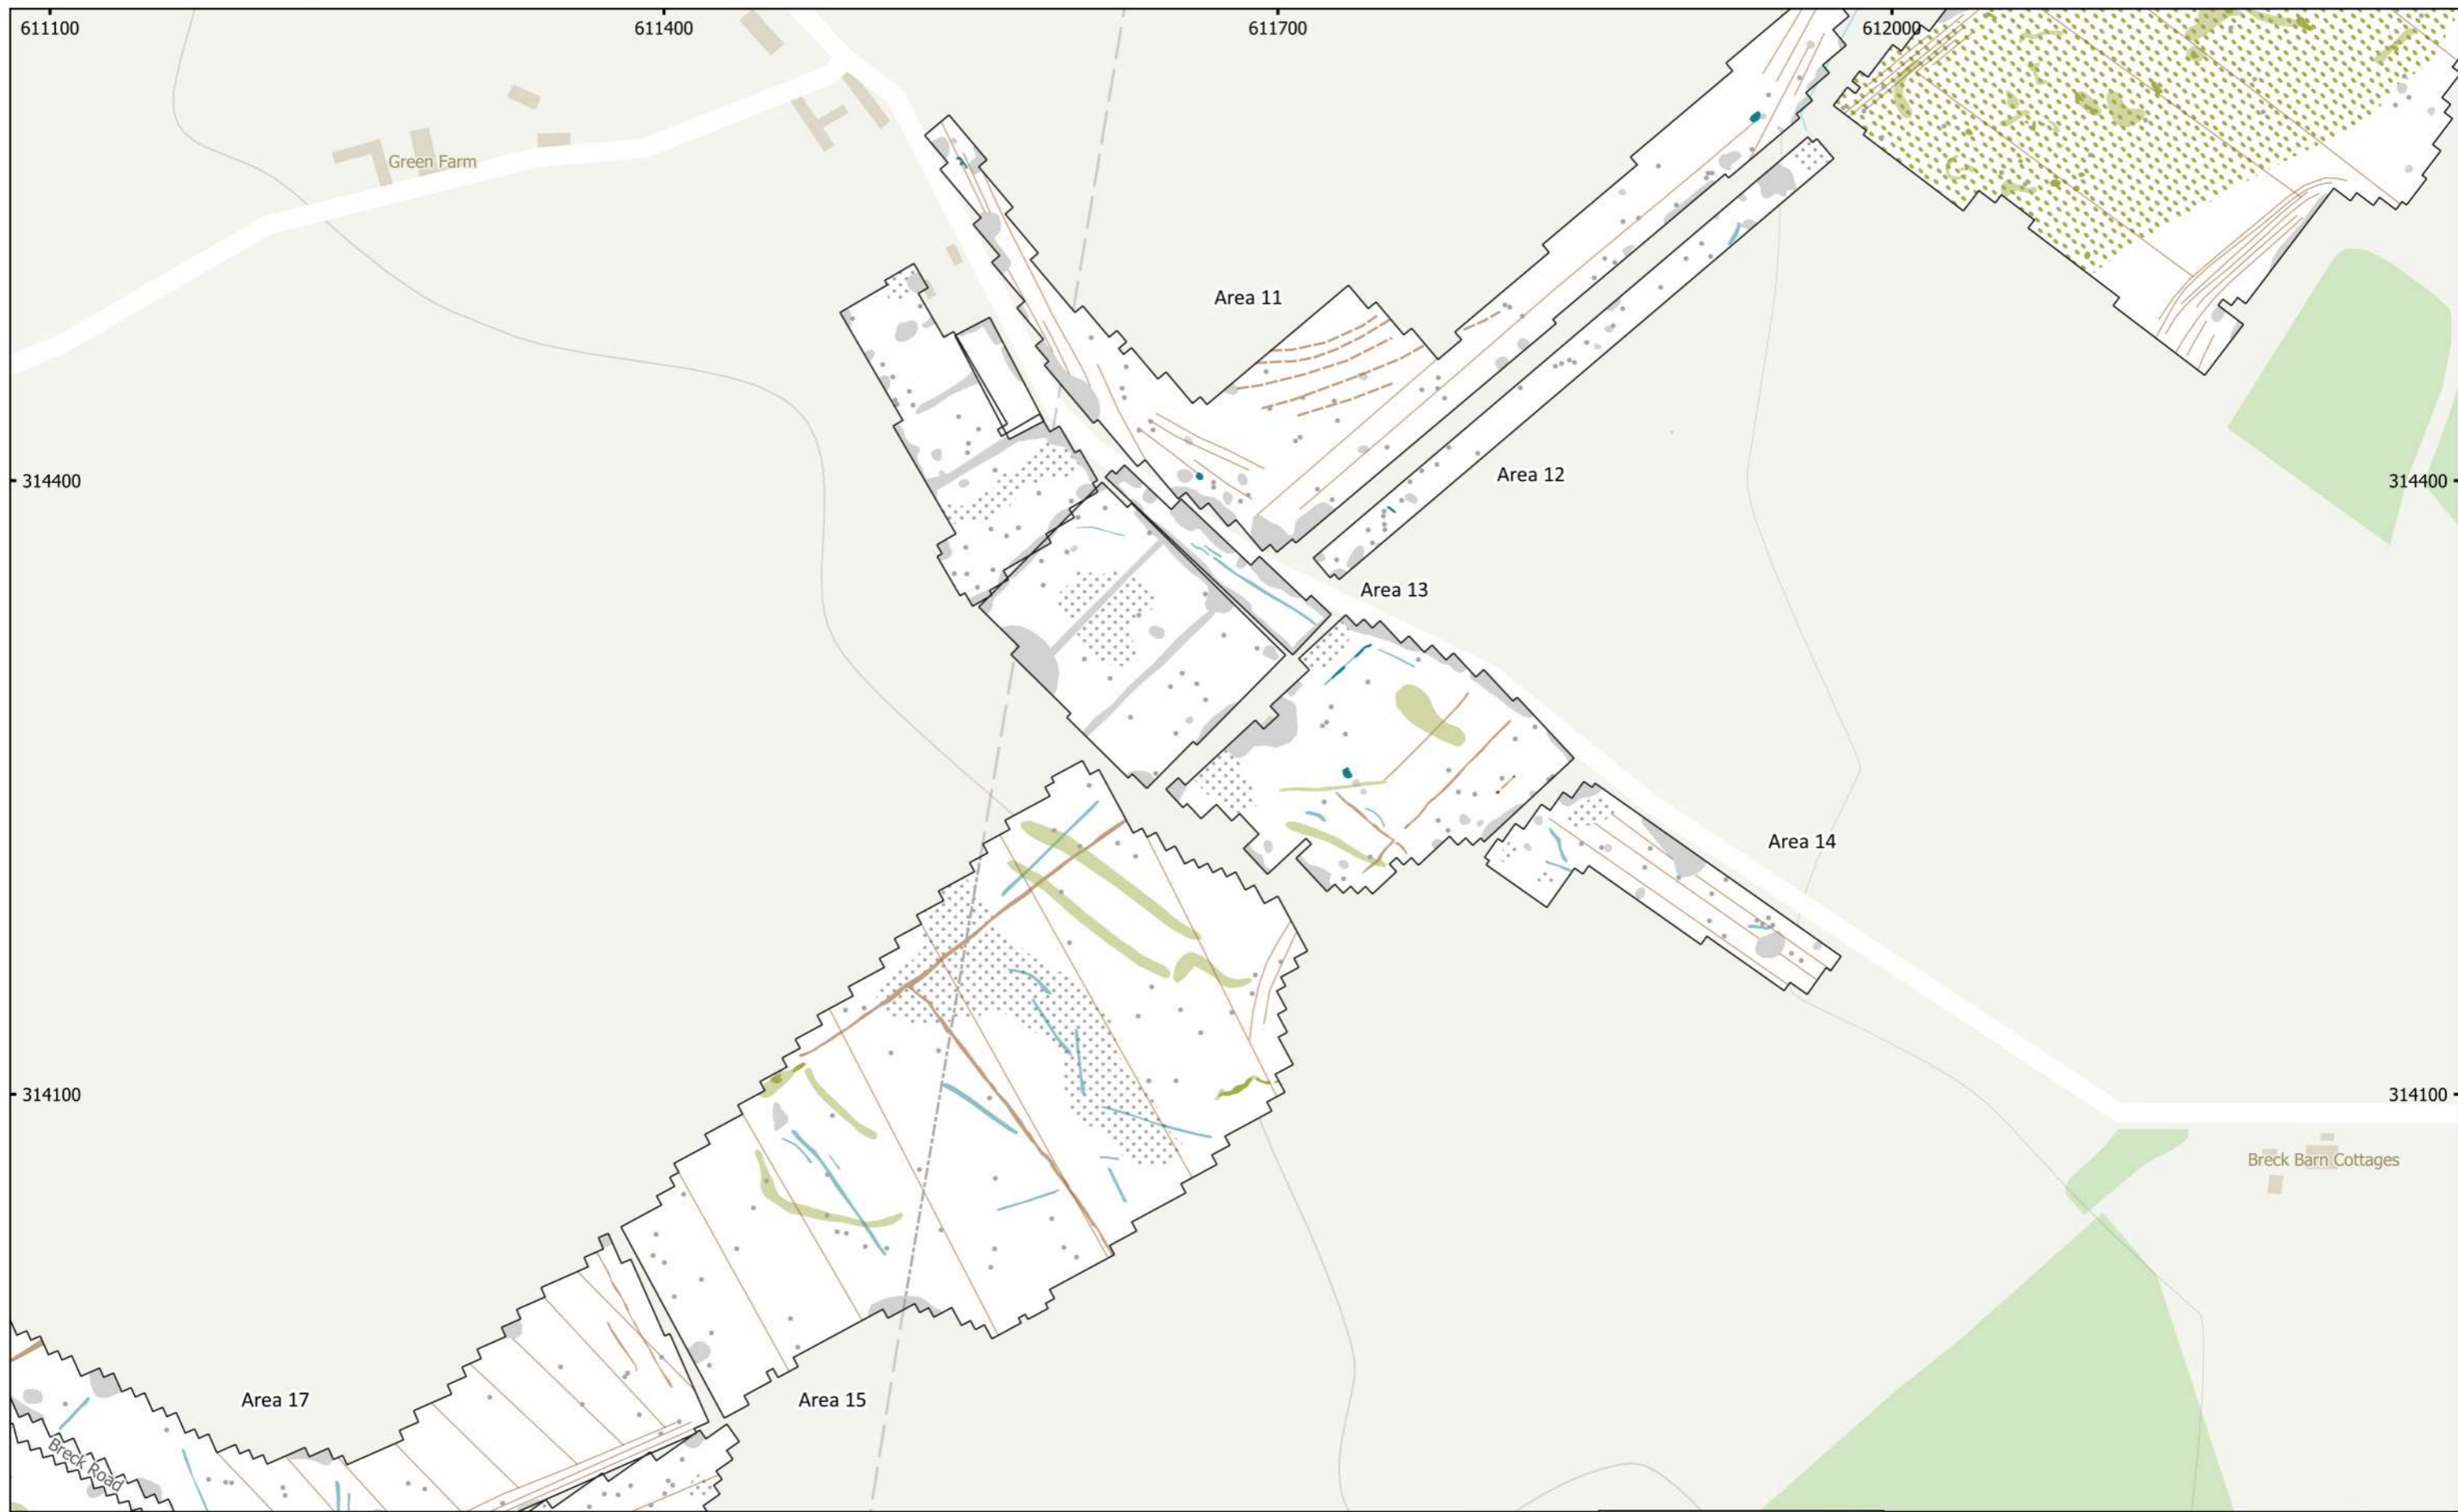 611100
611400
611700
612000
Green Farm
Area 11
314400
Area 12
314400
Area 13
Area 14
314100
314100
Breck Barn Cottages
Area 17
Area 15
Breck Road